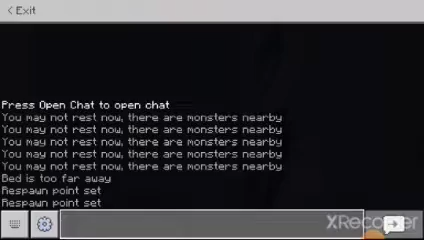 < Exit
Press Open Chat to open chat
You may not rest now, there are monsters nearby
You may not rest now, there are monsters nearby
You may not rest now, there are monsters nearby
You may not rest now, there are monsters nearby
You may not rest now, there are monsters nearby
Bed is too far away
Respawn point set
Respawn point set
XRecorder